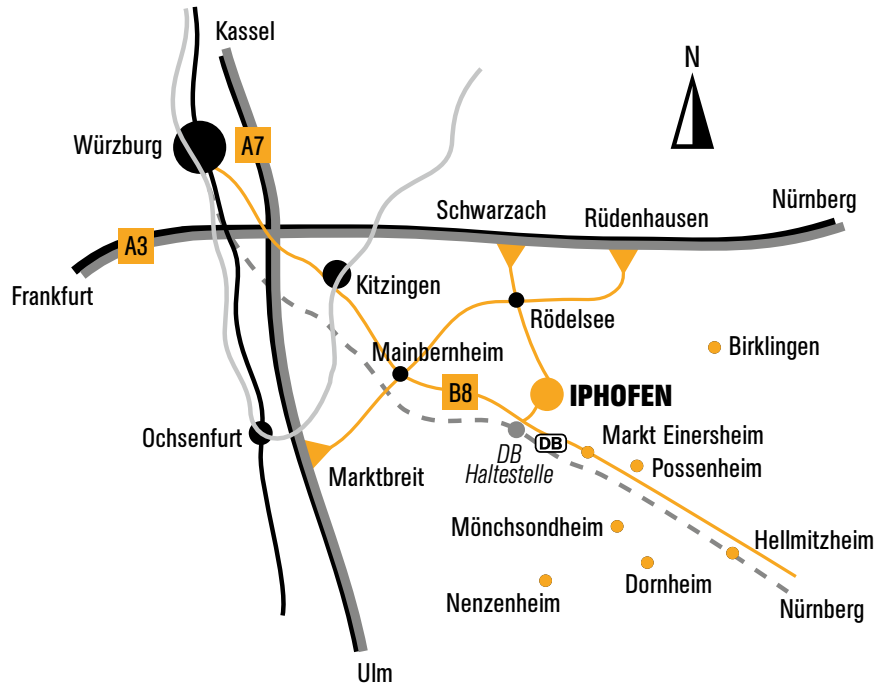 Kassel
N
Würzburg
A7
Nürnberg
Schwarzach
Rüdenhausen
A3
Frankfurt
Kitzingen
Rödelsee
Birklingen
Mainbernheim
B8
IPHOFEN
Ochsenfurt
Markt Einersheim
DB
DB
Haltestelle
Possenheim
Marktbreit
Mönchsondheim
Hellmitzheim
Dornheim
Nenzenheim
Nürnberg
Ulm